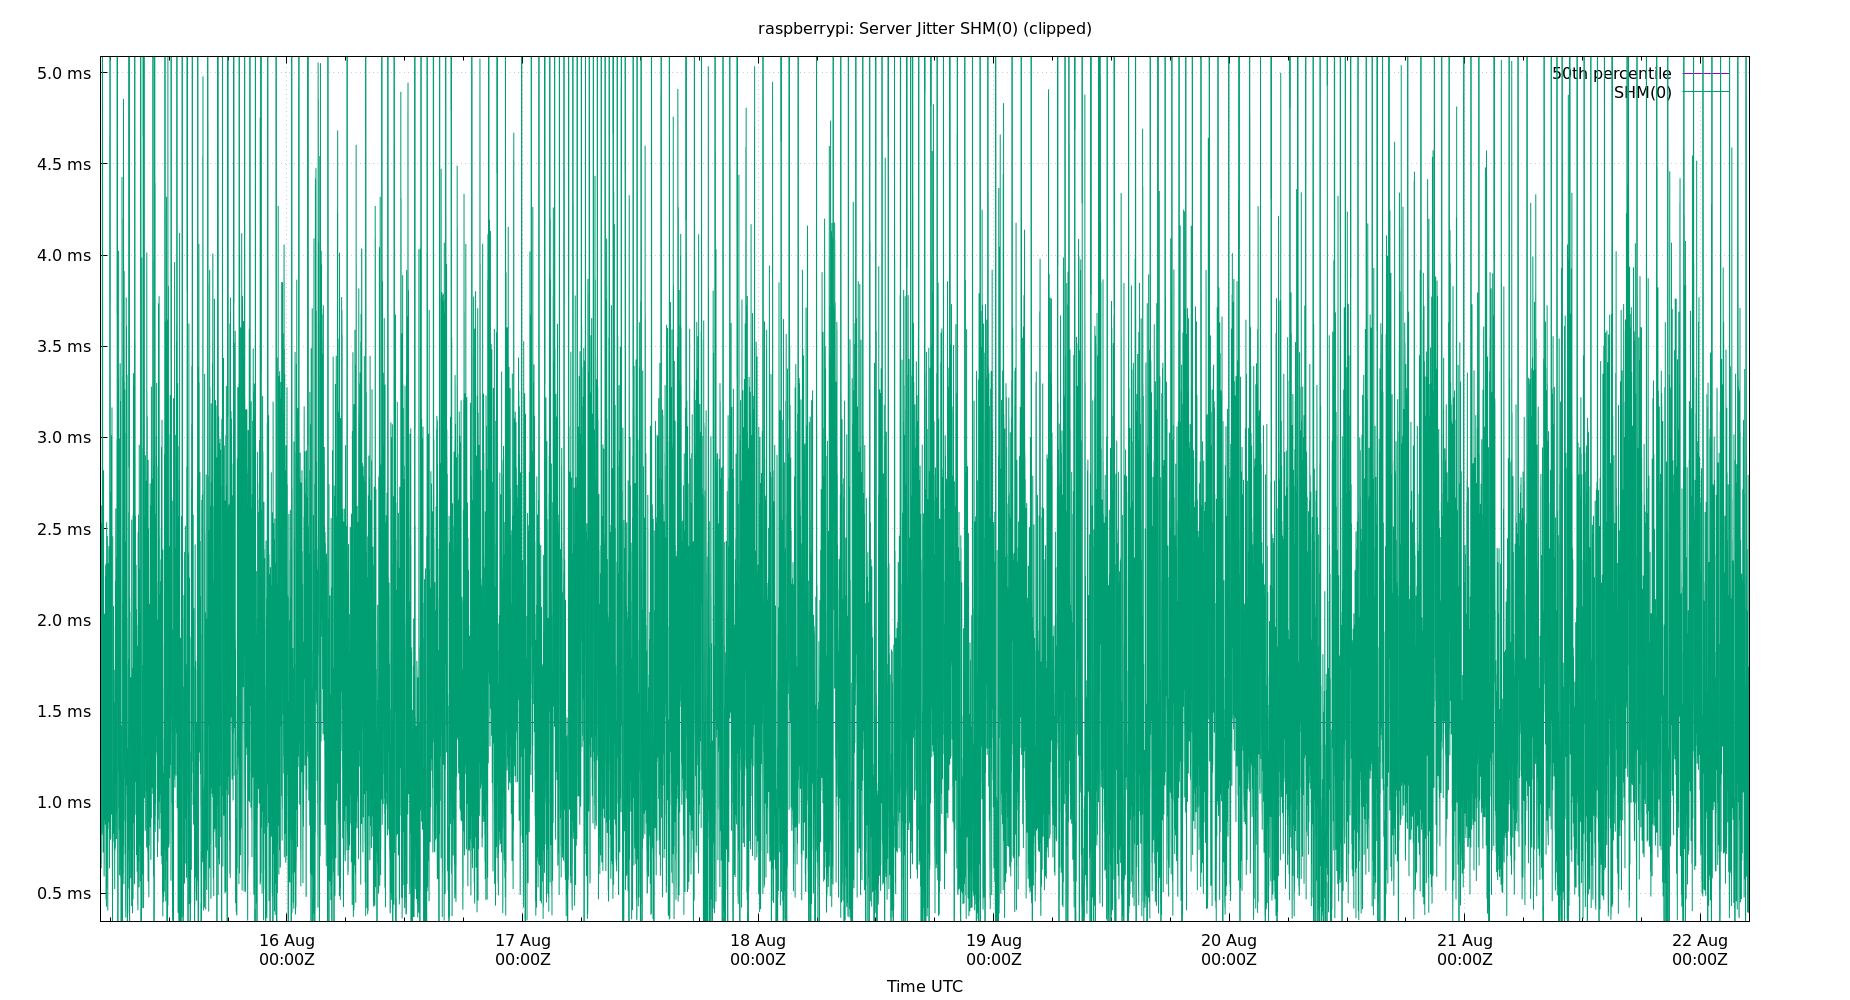 raspberrypi: Server Jitter SHM(0) (clipped)
5.0 ms
4.5 ms
4.0 ms
3.5 ms
3.0 ms
2.5 ms
2.0 ms
1.5 ms
1.0 ms
0.5 ms
50th percentile
SHM(0)
16 Aug
00:00Z
17 Aug
00:00Z
18 Aug
00:00Z
19 Aug
00:00Z
20 Aug
00:00Z
21 Aug
00:00Z
22 Aug
00:00Z
Time UTC